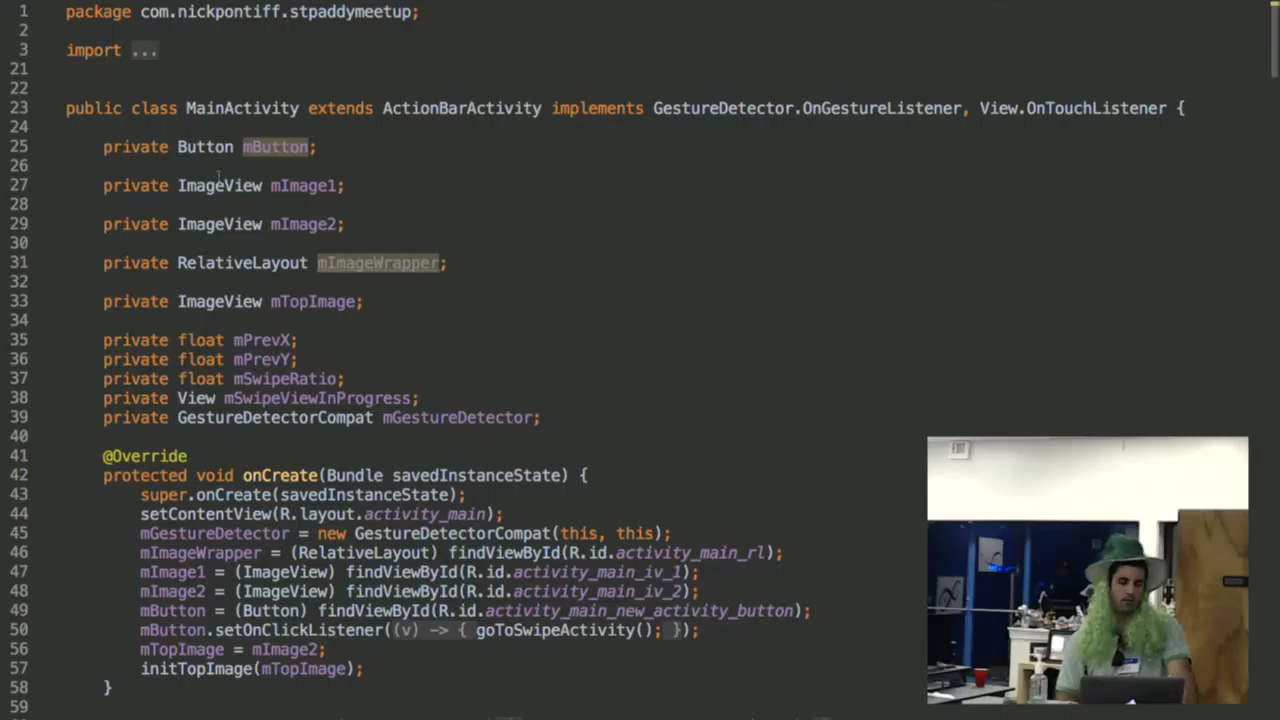 1 package com.nickpontiff.stpaddymeetup;
2
3 import ...
21
22
23 public class MainActivity extends ActionBarActivity implements GestureDetector.OnGestureListener, View.OnTouchListener {
24
25 private Button mButton;
26
27 private ImageView mImage1;
28
29 private ImageView mImage2;
30
31 private RelativeLayout mImageWrapper;
32
33 private ImageView mTopImage;
34
35 private float mPrevX;
36 private float mPrevY;
37 private float mSwipeRatio;
38 private View mSwipeViewInProgress;
39 private GestureDetectorCompat mGestureDetector;
40
41 @Override
42 protected void onCreate(Bundle savedInstanceState) {
43 super.onCreate(savedInstanceState);
44 setContentView(R.layout.activity_main);
45 mGestureDetector = new GestureDetectorCompat(this, this);
46 mImageWrapper = (RelativeLayout) findViewById(R.id.activity_main_rl);
47 mImage1 = (ImageView) findViewById(R.id.activity_main_iv_1);
48 mImage2 = (ImageView) findViewById(R.id.activity_main_iv_2);
49 mButton = (Button) findViewById(R.id.activity_main_new_activity_button);
50 mButton.setOnClickListener((v) -> { goToSwipeActivity(); });
56 mTopImage = mImage2;
57 initTopImage(mTopImage);
58 }
59